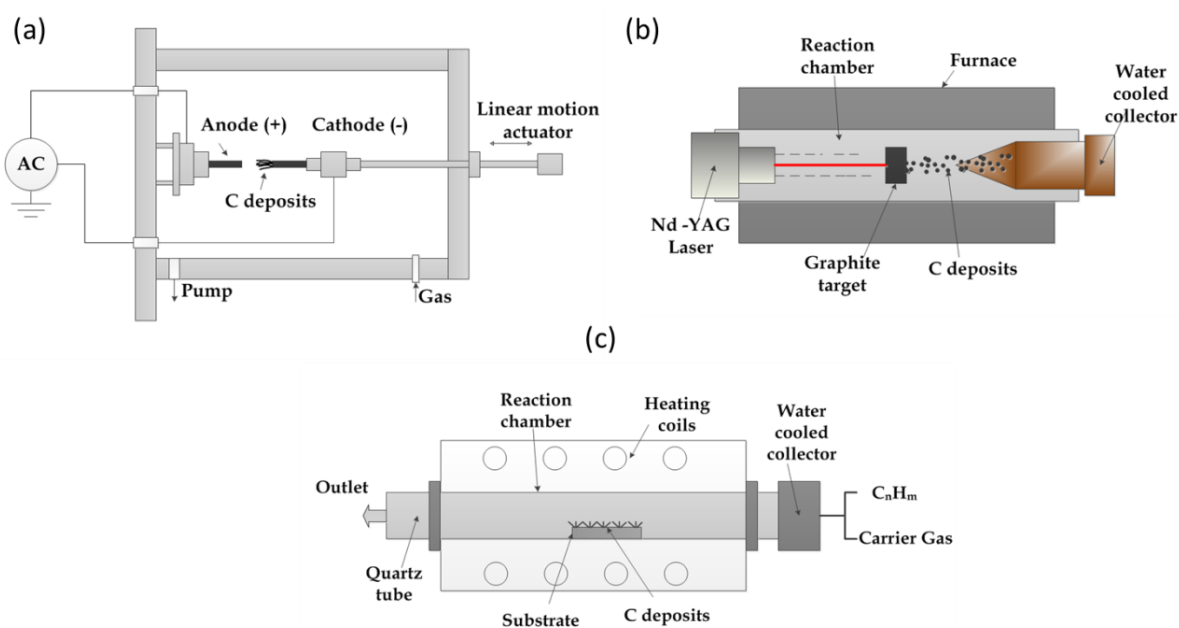 (a)
AC
Anode (+)
Cathode (-)
Linear motion
actuator
C deposits
Pump
Gas
(b)
Reaction
chamber
Furnace
Water
cooled
collector
Nd -YAG
Laser
Graphite
target
C deposits
(c)
Reaction
chamber
Heating
coils
Water
cooled
collector
Outlet
CnHm
Carrier Gas
Quartz
tube
Substrate
C deposits